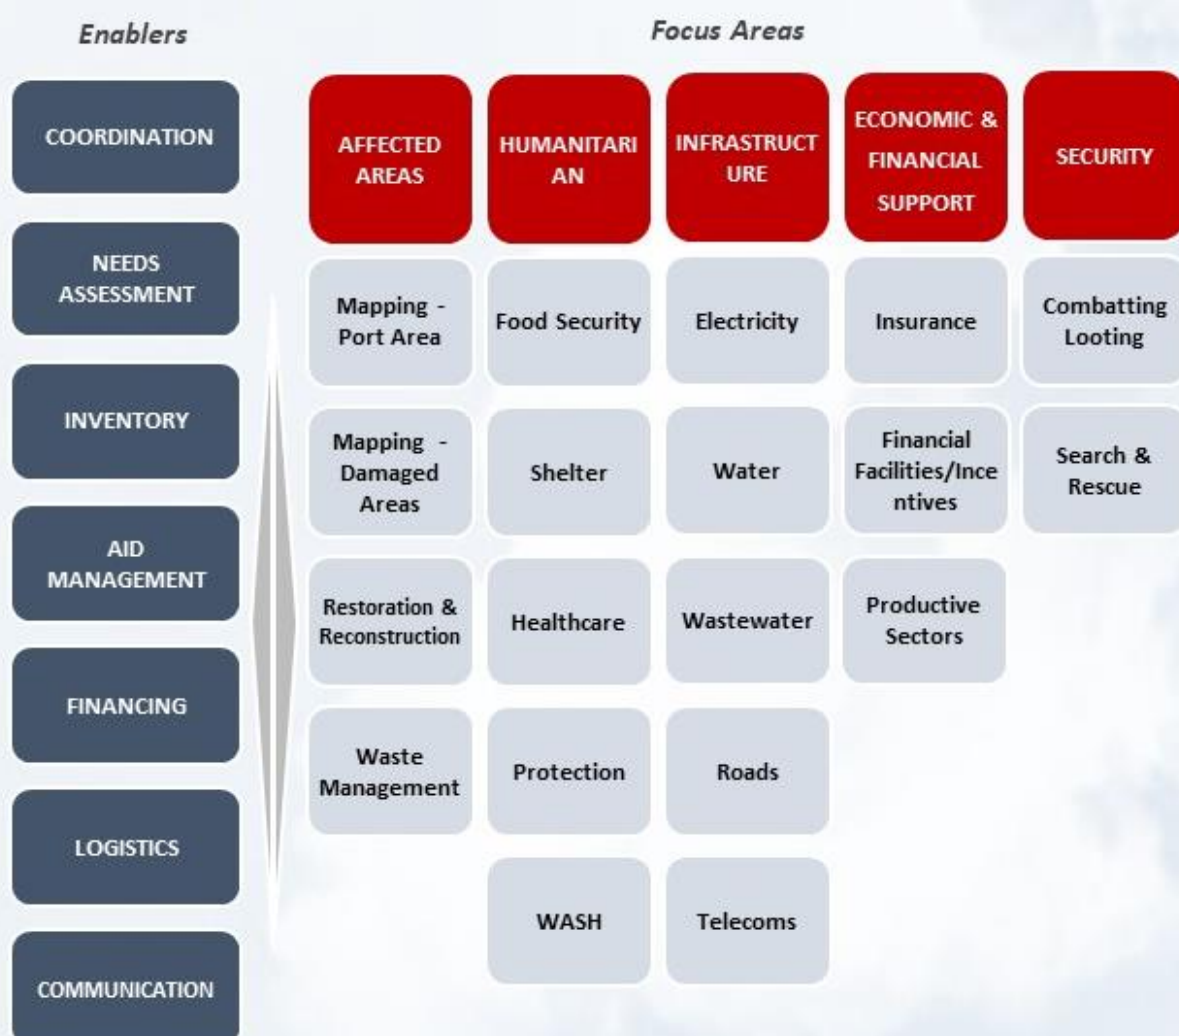 Enablers
COORDINATION
NEEDS
ASSESSMENT
INVENTORY
AID
MANAGEMENT
FINANCING
LOGISTICS
COMMUNICATION
Focus Areas
AFFECTED
AREAS
Mapping -
Port Area
Mapping -
Damaged
Areas
Restoration &
Reconstruction
Waste
Management
HUMANITARI
AN
Food Security
Shelter
Healthcare
Protection
WASH
INFRASTRUCT
URE
Electricity
Water
Wastewater
Roads
Telecoms
ECONOMIC &
FINANCIAL
SUPPORT
Insurance
Financial
Facilities/Ince
ntives
Productive
Sectors
SECURITY
Combatting
Looting
Search &
Rescue